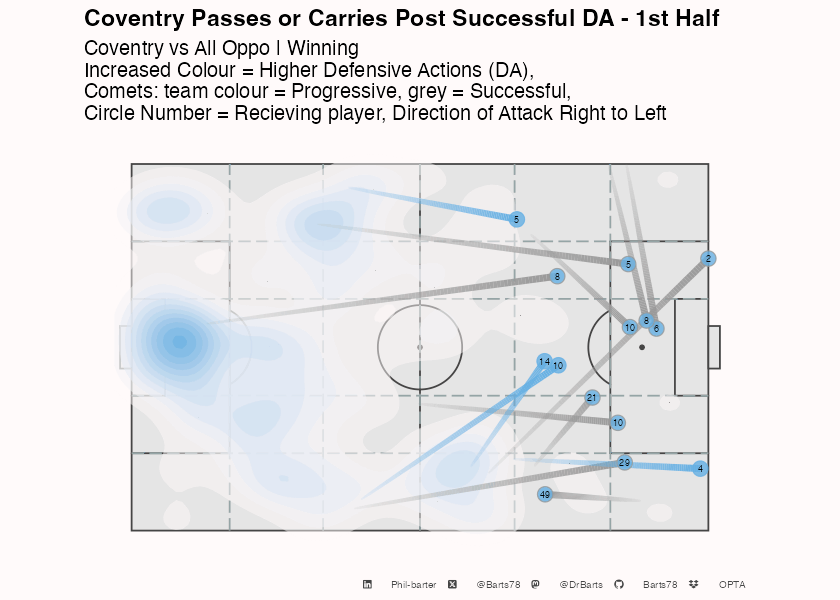 Coventry Passes or Carries Post Successful DA - 1st Half
Coventry vs All Oppo | Winning
Increased Colour = Higher Defensive Actions (DA),
Comets: team colour = Progressive, grey = Successful,
Circle Number = Recieving player, Direction of Attack Right to Left
5
2
5
8
8
10
6
14
10
21
10
29
4
49
Phil-barter @Barts78 @DrBarts Barts78 OPTA